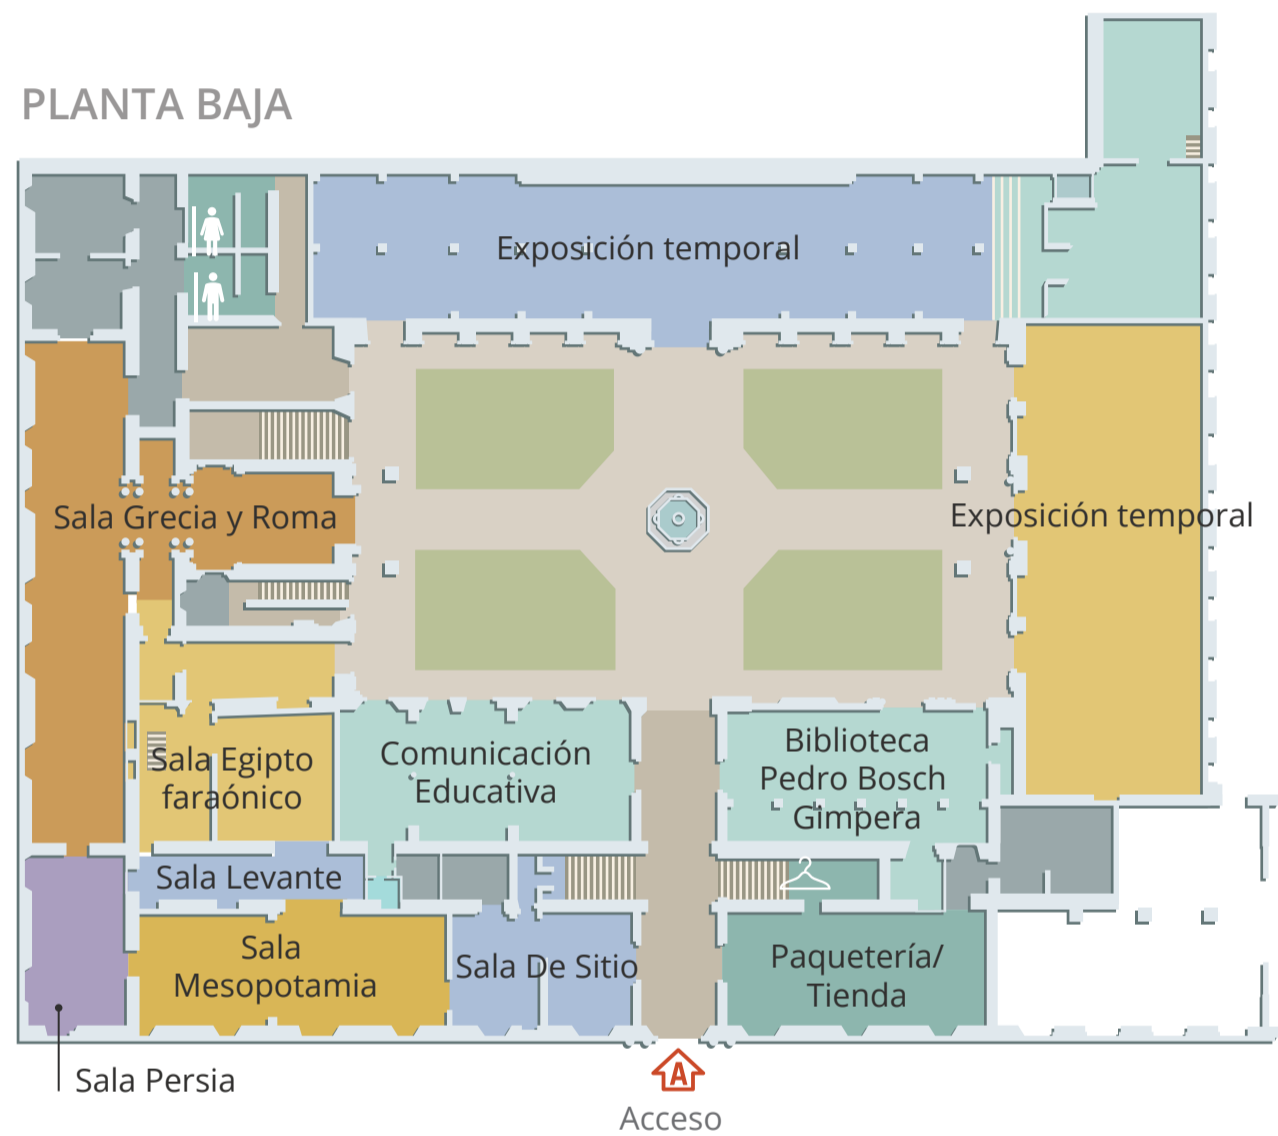 PLANTA BAJA
Exposición temporal
Sala Grecia y Roma
Exposición temporal
Sala Egipto
faraónico
Comunicación
Educativa
Biblioteca
Pedro Bosch
Gimpera
Sala Levante
Sala
Mesopotamia
Sala De Sitio
Paquetería/
Tienda
Sala Persia
A
Acceso